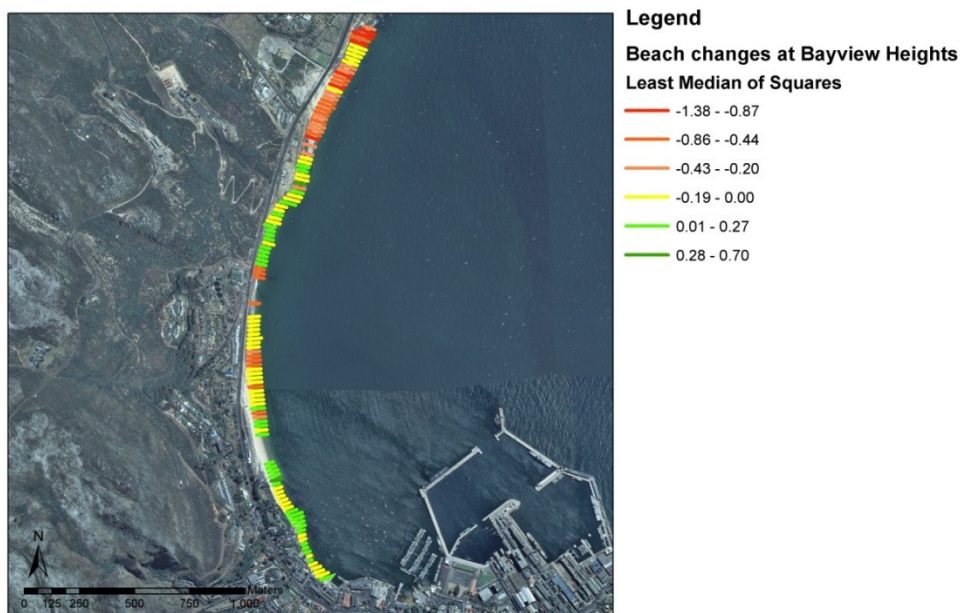 Legend
Beach changes at Bayview Heights
Least Median of Squares
-1.38 - -0.87
-0.86 - -0.44
-0.43 - -0.20
-0.19 - 0.00
0.01 - 0.27
0.28 - 0.70
N
Meters
0 125 250 500 750 1,000